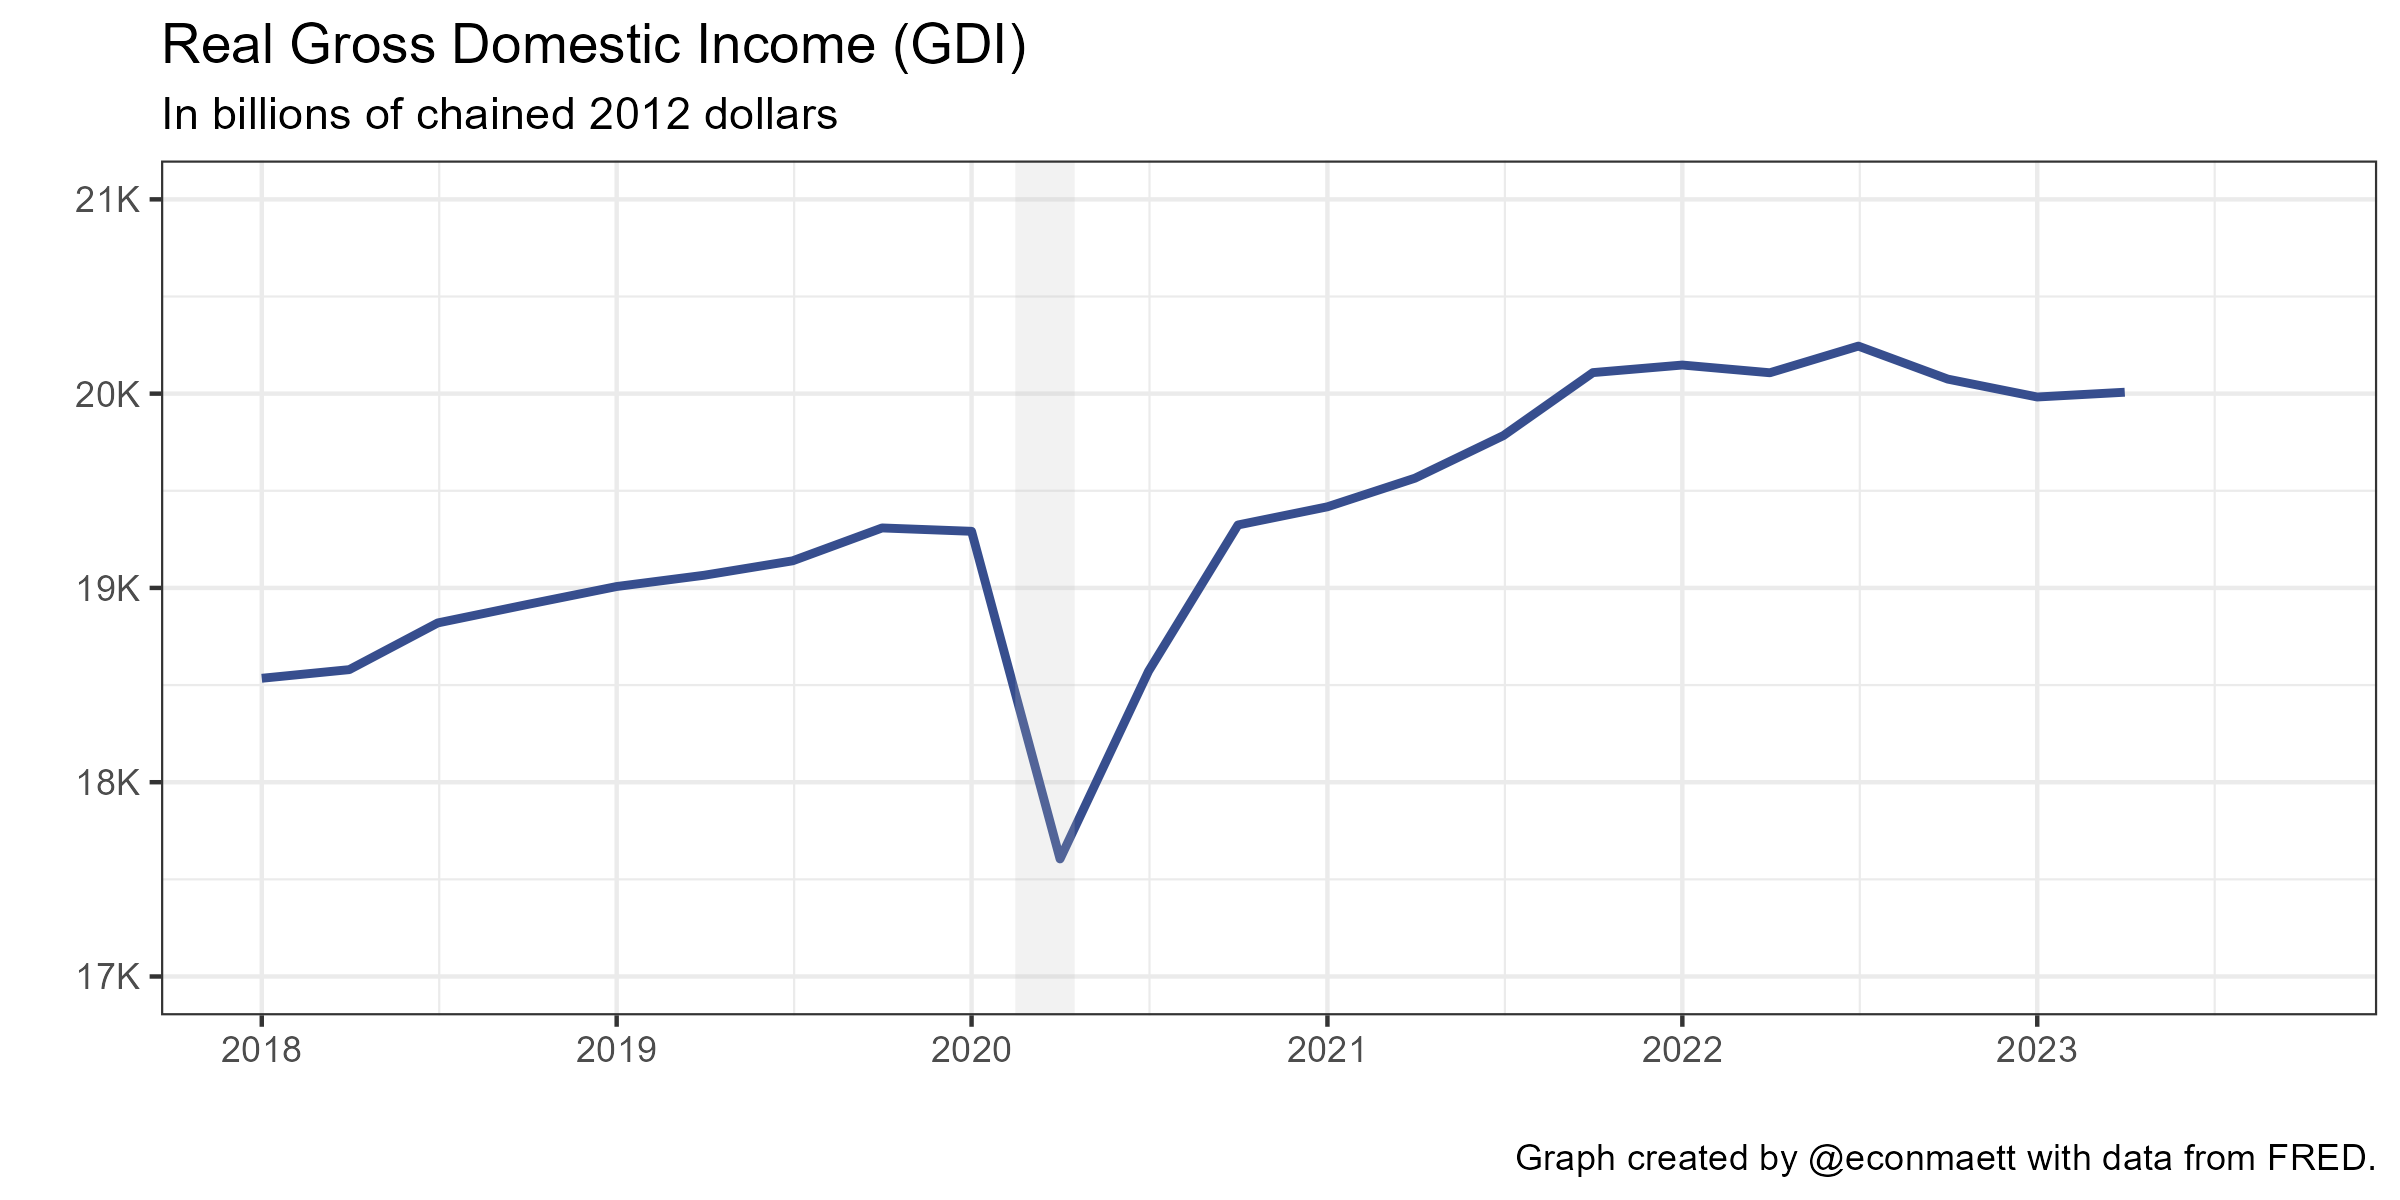 Real Gross Domestic Income (GDI)
In billions of chained 2012 dollars
21K
20K
19K
18K
17K
2018 2019 2020 2021 2022 2023
Graph created by @econmaett with data from FRED.